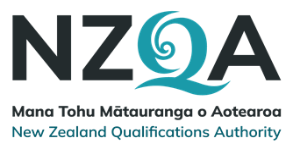 NZQA
Mana Tohu Mātauranga o Aotearoa
New Zealand Qualifications Authority